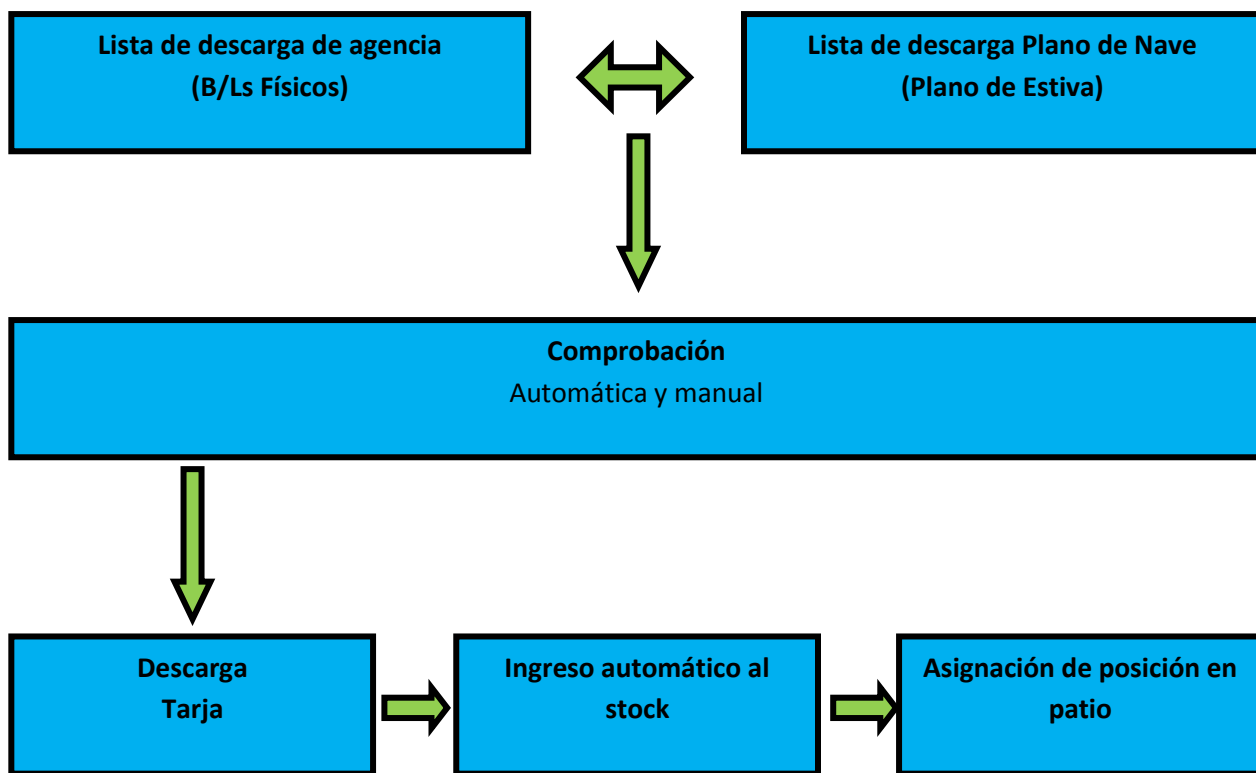 Lista de descarga de agencia
(B/Ls Físicos)
Lista de descarga Plano de Nave
(Plano de Estiva)
Comprobación
Automática y manual
Descarga
Tarja
Ingreso automático al
stock
Asignación de posición en
patio